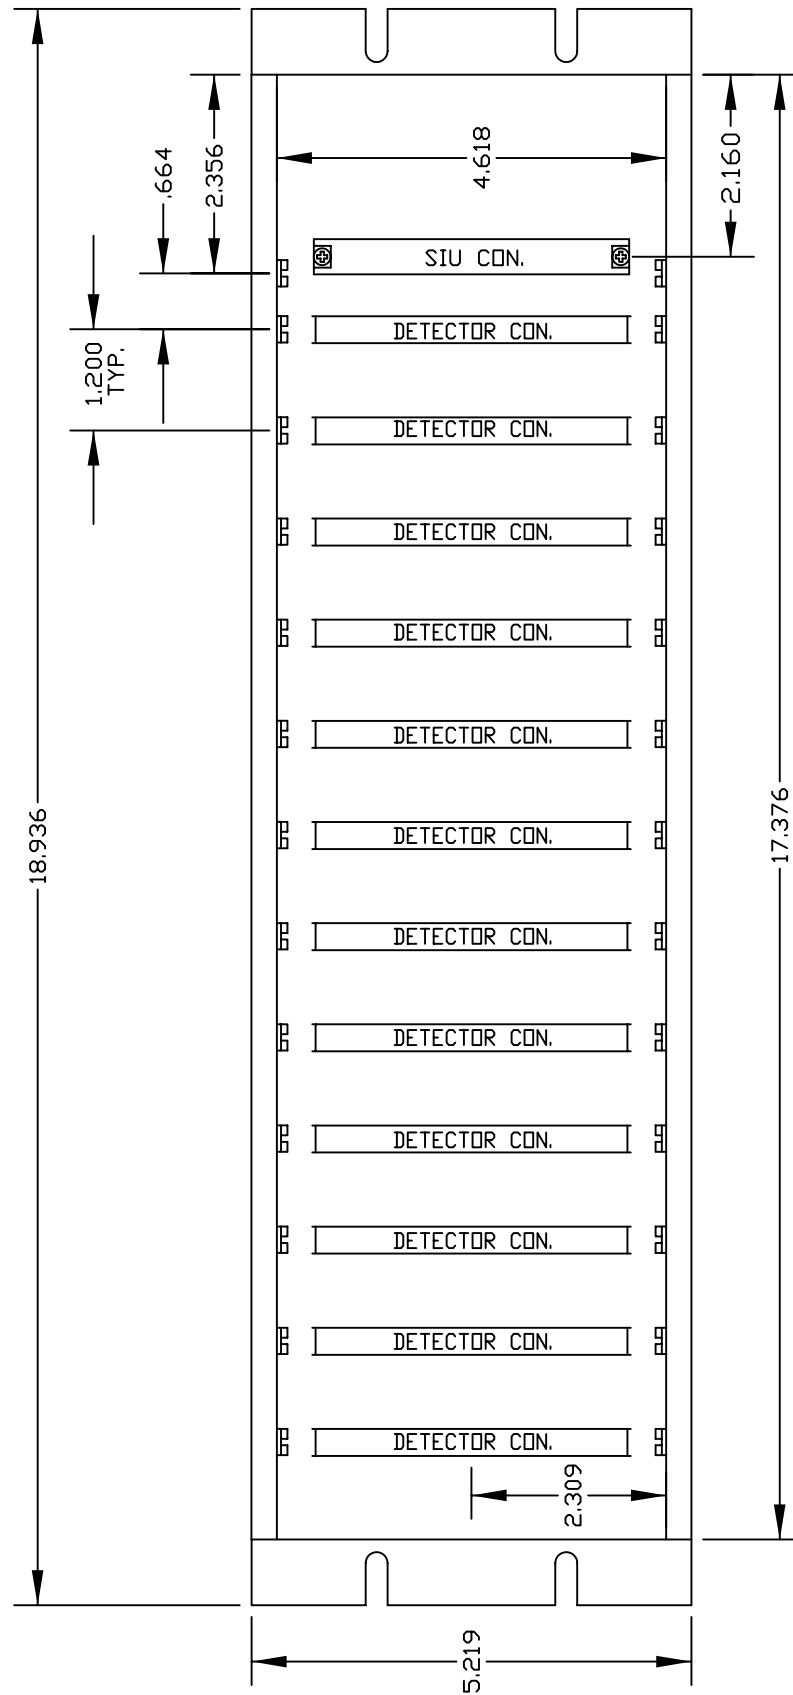 .664
2.356
4.618
2.160
SIU CON.
1.200
TYP.
DETECTOR CON.
DETECTOR CON.
DETECTOR CON.
DETECTOR CON.
DETECTOR CON.
DETECTOR CON.
DETECTOR CON.
DETECTOR CON.
DETECTOR CON.
DETECTOR CON.
DETECTOR CON.
DETECTOR CON.
18.936
17.376
2.309
5.219